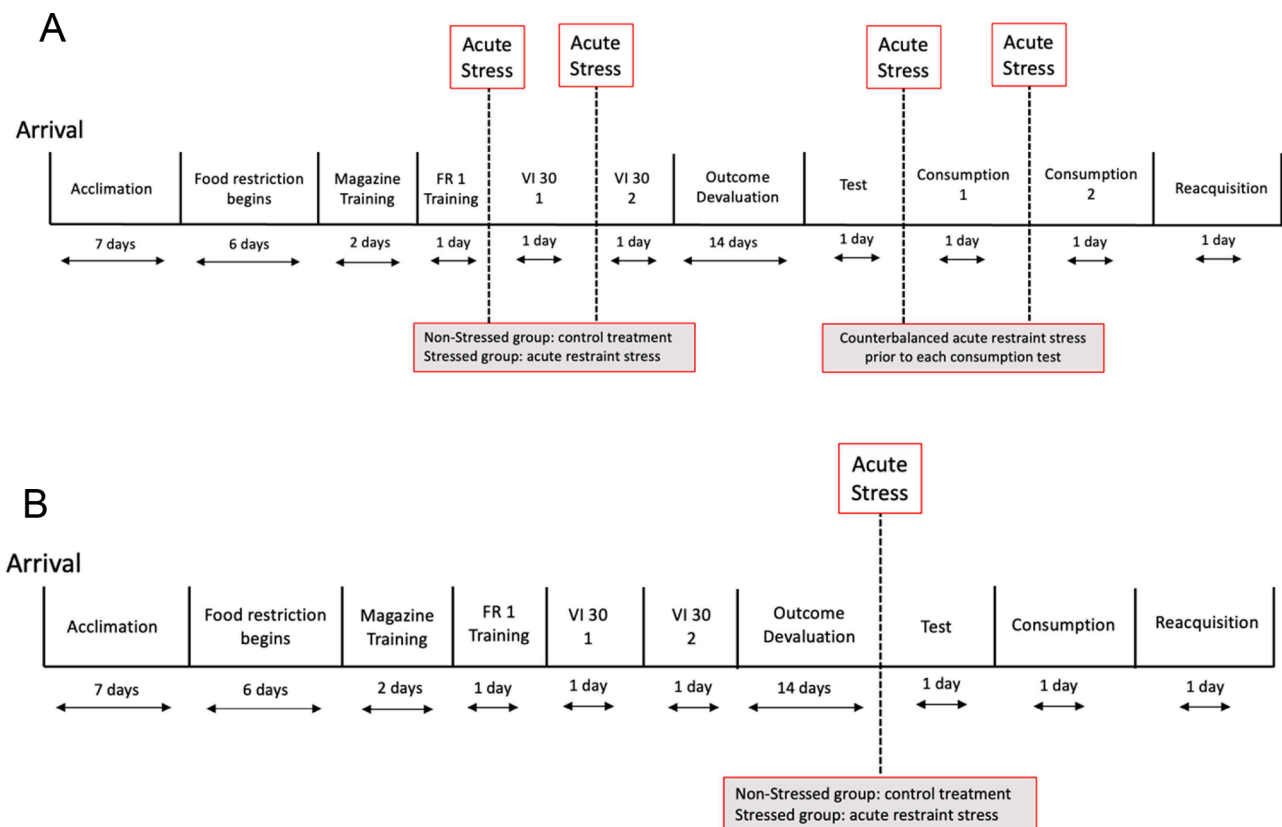 A
Acute
Stress
Acute
Stress
Acute
Stress
Acute
Stress
Arrival
Acclimation
Food restriction
begins
Magazine
Training
FR 1
Training
VI 30
1
VI 30
2
Outcome
Devaluation
Test
Consumption
1
Consumption
2
Reacquisition
7 days
6 days
2 days
1 day
1 day
1 day
14 days
1 day
1 day
1 day
1 day
Non-Stressed group: control treatment
Stressed group: acute restraint stress
Counterbalanced acute restraint stress
prior to each consumption test
B
Acute
Stress
Arrival
Acclimation
Food restriction
begins
Magazine
Training
FR 1
Training
VI 30
1
VI 30
2
Outcome
Devaluation
Test
Consumption
Reacquisition
7 days
6 days
2 days
1 day
1 day
1 day
14 days
1 day
1 day
1 day
Non-Stressed group: control treatment
Stressed group: acute restraint stress